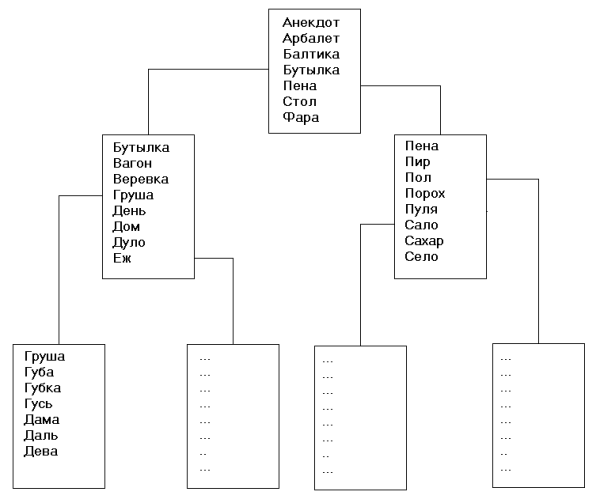 Анекдот
Арбалет
Балтика
Бутылка
Пена
Стол
Фара
Бутылка
Вагон
Веревка
Груша
День
Дом
Дуло
Еж
Пена
Пир
Пол
Порох
Пуля
Сало
Сахар
Село
Груша
Губа
Губка
Гусь
Дама
Даль
Дева
...
...
...
...
...
...
..
...
...
...
...
...
...
...
..
...
...
...
...
...
...
...
..
...